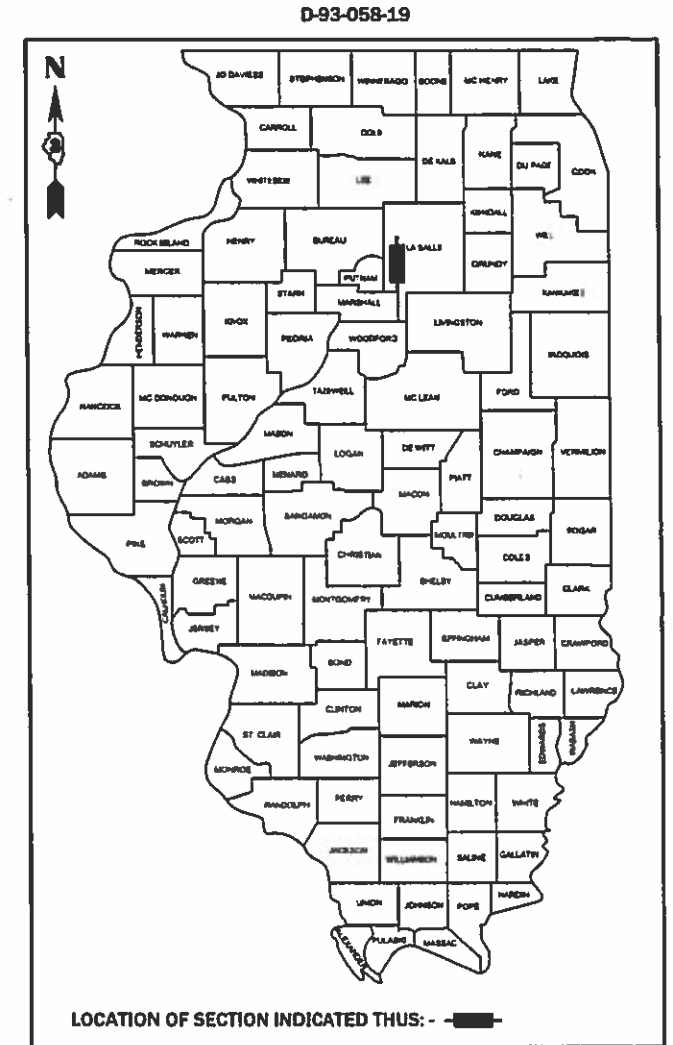 D-93-058-19
N
JO DAVIESS STEPHENSON WINNEBAGO BOONE MC HENRY LAKE
CARROLL OGLE DE KALB KANE DU PAGE COOK
WHITESIDE LEE
KENDALL WILL
ROCK ISLAND HENRY BUREAU LA SALLE
MERCER PUTNAM GRUNDY
STARK MARSHALL KANKAKEE
HENDERSON WARREN KNOX PEORIA WOODFORD LIVINGSTON IROQUOIS
HANCOCK MC DONOUGH FULTON TAZEWELL MC LEAN FORD
SCHUYLER MASON LOGAN DE WITT CHAMPAIGN VERMILION
ADAMS BROWN CASS MENARD MACON PIATT
PIKE SCOTT MORGAN SANGAMON CHRISTIAN MOULTRIE DOUGLAS EDGAR
COLES
CALHOUN GREENE MACOUPIN MONTGOMERY SHELBY CUMBERLAND CLARK
JERSEY FAYETTE EFFINGHAM JASPER CRAWFORD
MADISON BOND CLAY RICHLAND LAWRENCE
CLINTON MARION
ST CLAIR WASHINGTON JEFFERSON WAYNE EDWARDS WABASH
MONROE
RANDOLPH PERRY HAMILTON WHITE
FRANKLIN
JACKSON WILLIAMSON SALINE GALLATIN
UNION JOHNSON POPE HARDIN
ALEXANDER PULASKI MASSAC
LOCATION OF SECTION INDICATED THUS: -